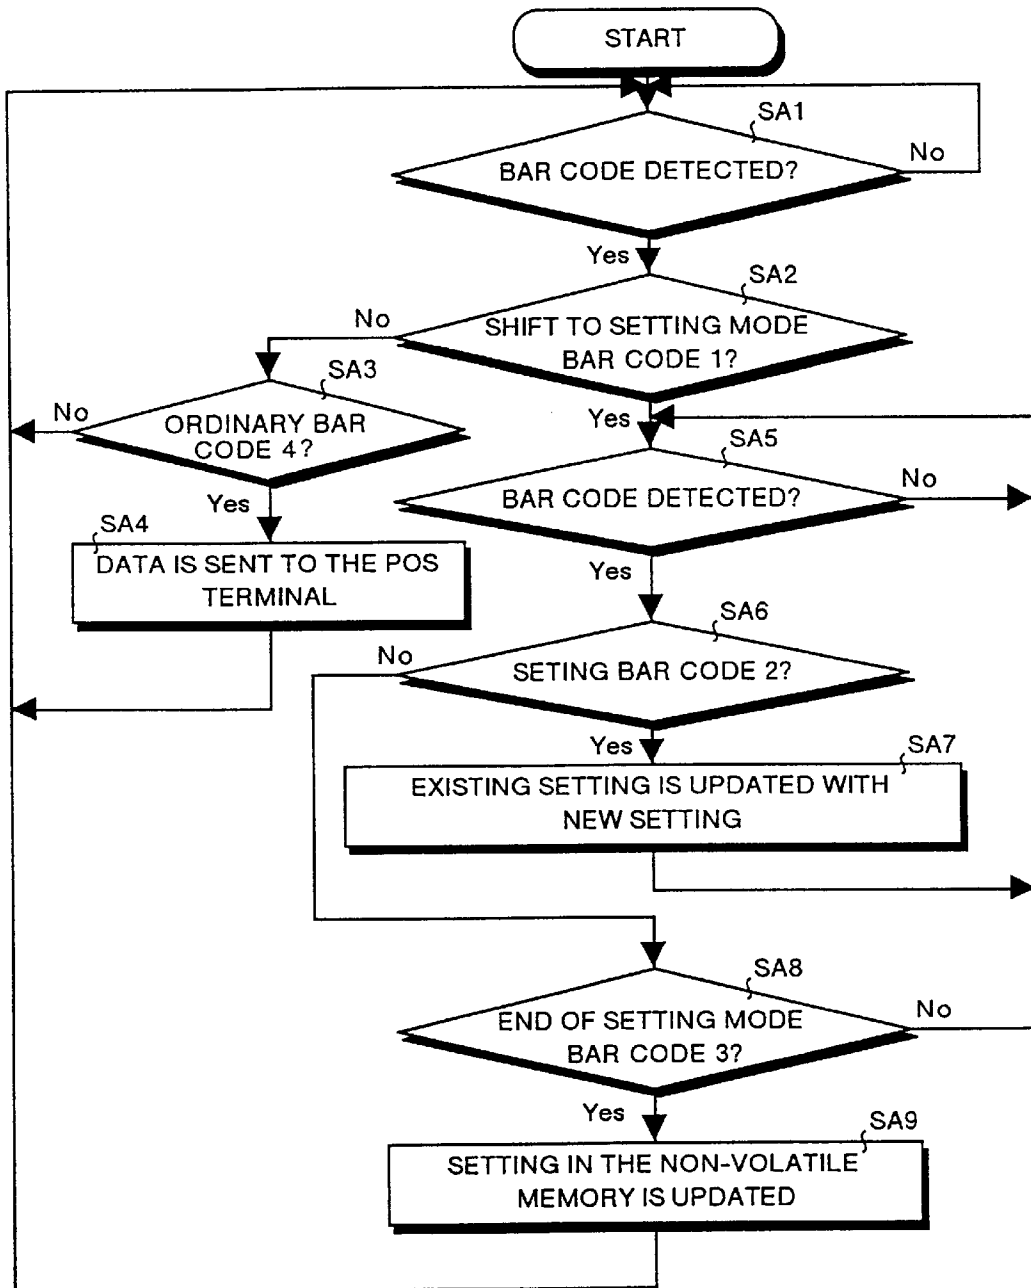 START
SA1
BAR CODE DETECTED?
No
Yes
SA2
SHIFT TO SETTING MODE
BAR CODE 1?
No
Yes
SA3
ORDINARY BAR
CODE 4?
No
Yes
SA4
DATA IS SENT TO THE POS
TERMINAL
SA5
BAR CODE DETECTED?
No
Yes
SA6
SETING BAR CODE 2?
No
Yes
SA7
EXISTING SETTING IS UPDATED WITH
NEW SETTING
SA8
END OF SETTING MODE
BAR CODE 3?
No
Yes
SA9
SETTING IN THE NON-VOLATILE
MEMORY IS UPDATED